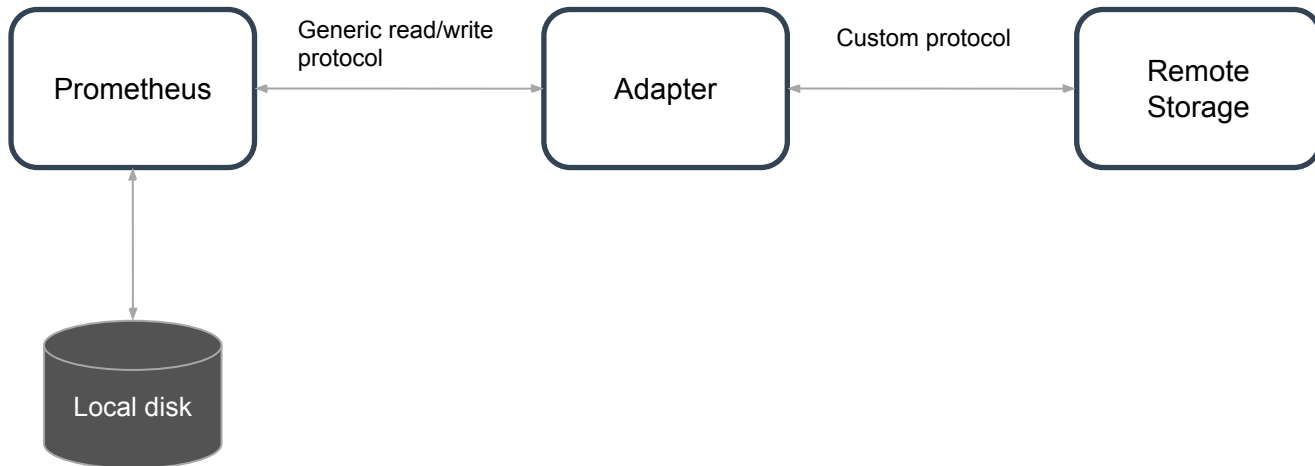 Generic read/write
protocol
Custom protocol
Prometheus
Adapter
Remote
Storage
Local disk